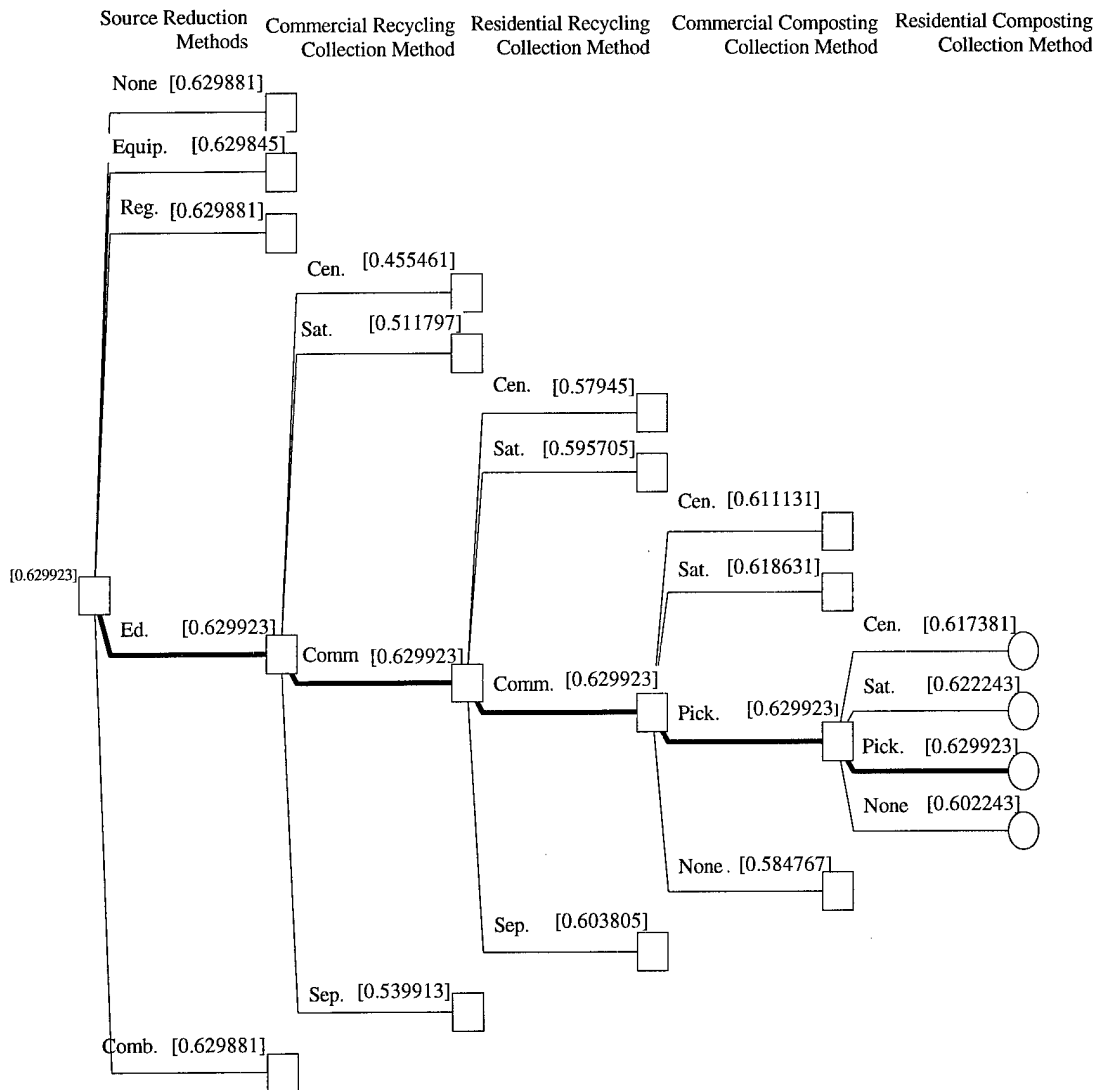 Source Reduction
Methods
Commercial Recycling
Collection Method
Residential Recycling
Collection Method
Commercial Composting
Collection Method
Residential Composting
Collection Method
None [0.629881]
Equip. [0.629845]
Reg. [0.629881]
Cen. [0.455461]
Sat. [0.511797]
Cen. [0.57945]
Sat. [0.595705]
Cen. [0.611131]
Sat. [0.618631]
[0.629923]
Ed. [0.629923]
Comm [0.629923]
Comm. [0.629923]
Pick. [0.629923]
Cen. [0.617381]
Sat. [0.622243]
Pick. [0.629923]
None [0.602243]
None . [0.584767]
Sep. [0.603805]
Sep. [0.539913]
Comb. [0.629881]